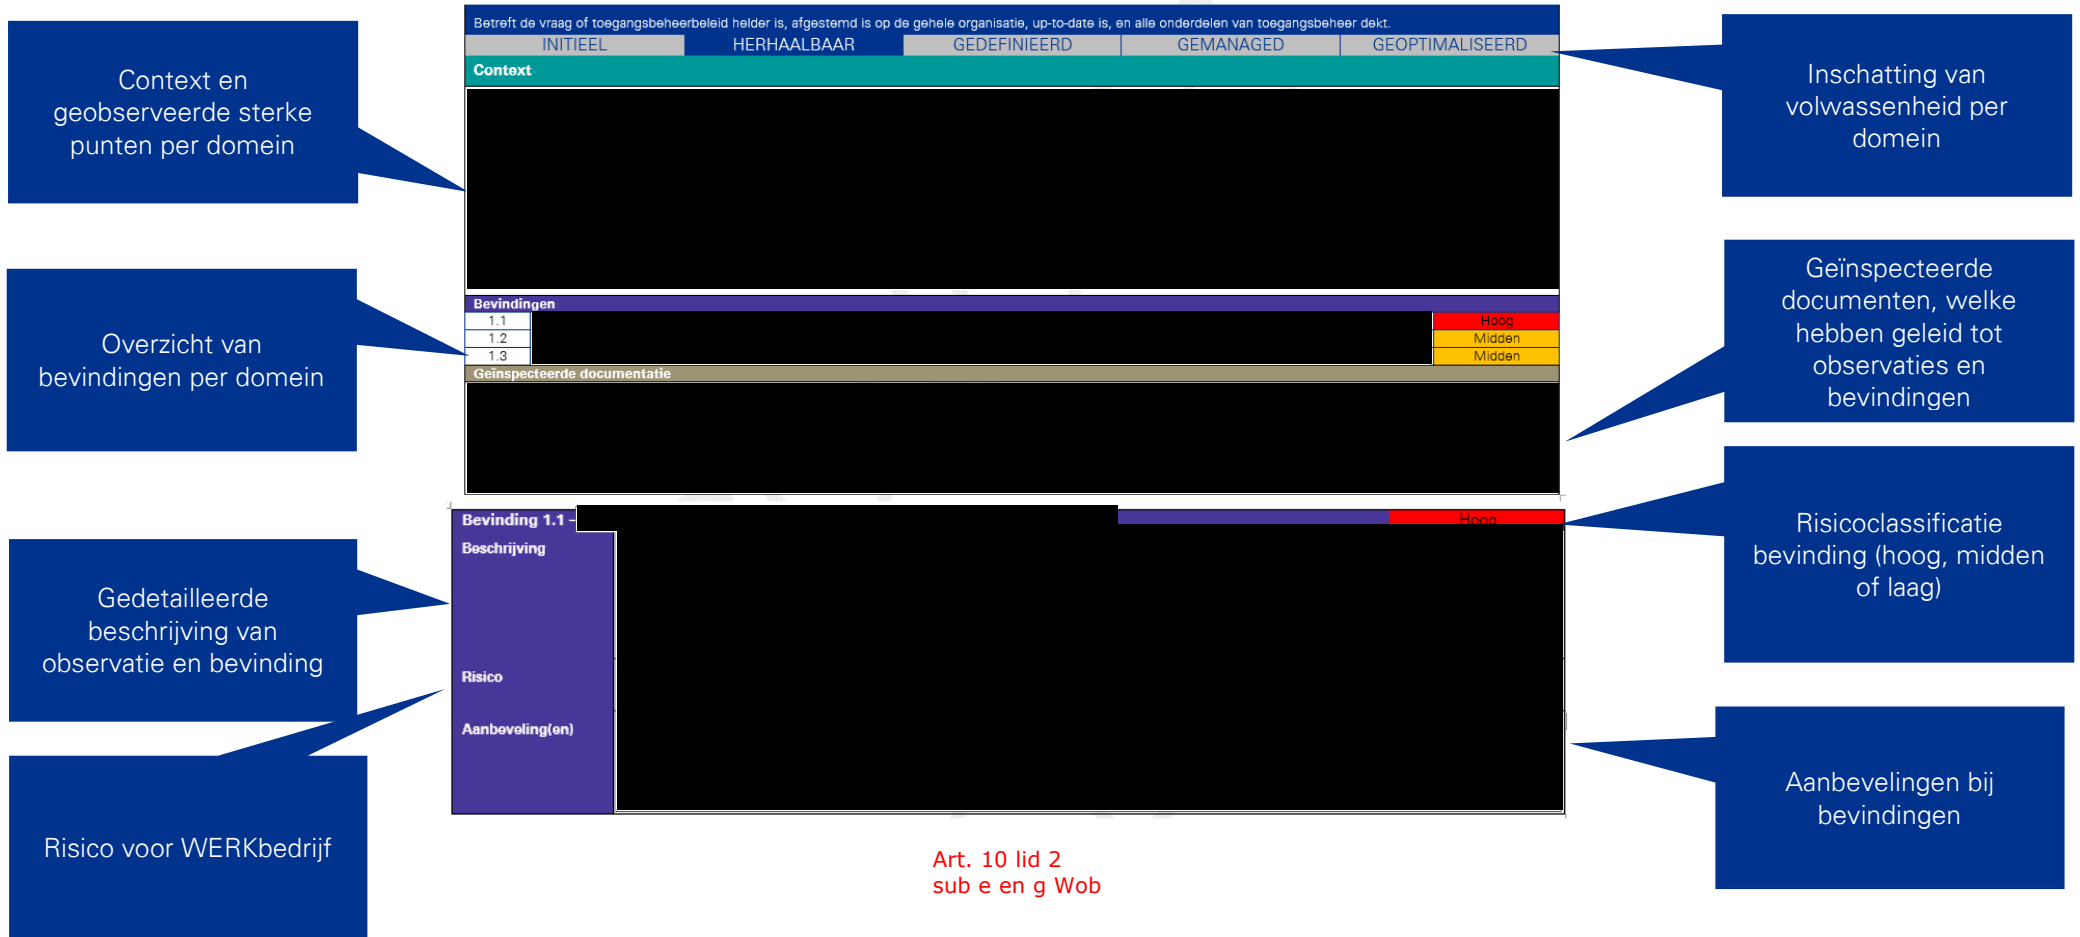 Betreft de vraag of toegangsbeheerbeleid helder is, afgestemd is op de gehele organisatie, up-to-date is, en alle onderdelen van toegangsbeheer dekt.
INITIEEL HERHAALBAAR GEDEFINIEERD GEMANAGED GEOPTIMALISEERD
Context
Context en
geobserveerde sterke
punten per domein
Inschatting van
volwassenheid per
domein
Bevindingen
1.1 Hoog
1.2 Midden
1.3 Midden
Overzicht van
bevindingen per domein
Geïnspecteerde
documenten, welke
hebben geleid tot
observaties en
bevindingen
Geïnspecteerde documentatie
Bevinding 1.1 – Hoog
Beschrijving
Risico
Aanbeveling(en)
Gedetailleerde
beschrijving van
observatie en bevinding
Risicoclassificatie
bevinding (hoog, midden
of laag)
Risico voor WERKbedrijf
Aanbevelingen bij
bevindingen
Art. 10 lid 2
sub e en g Wob